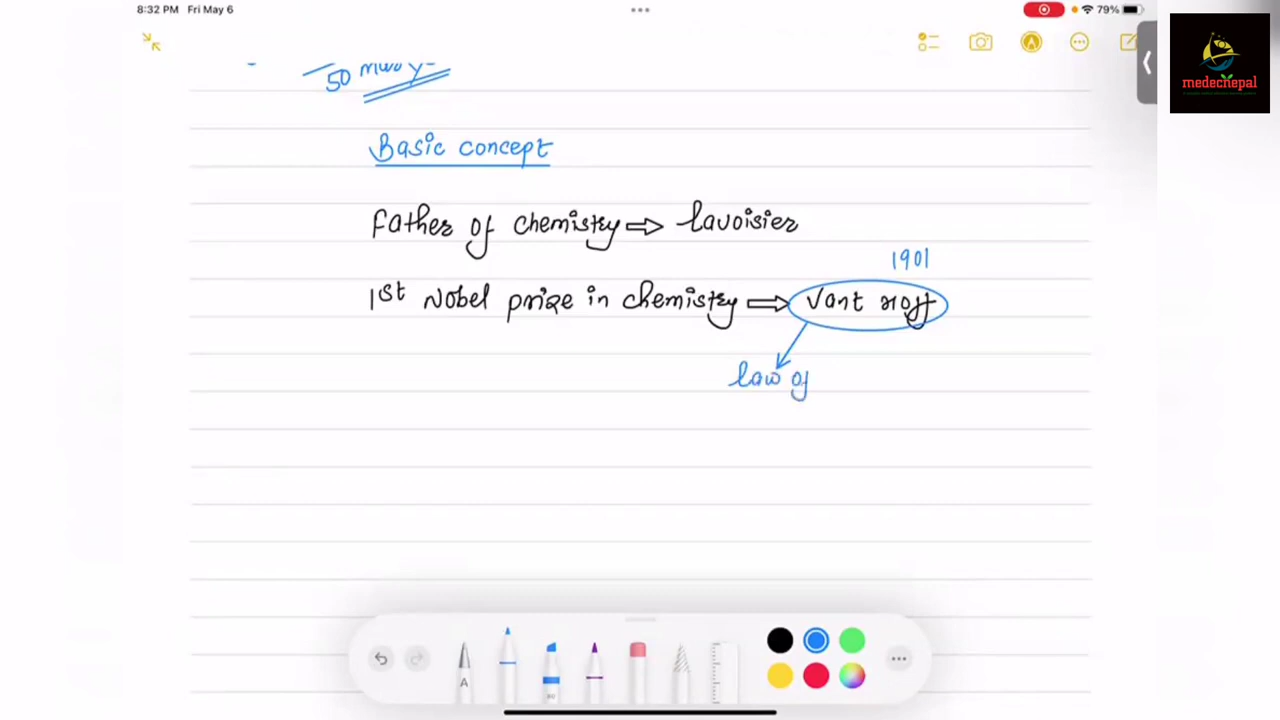 8:32 PM Fri May 6
79%
medecnepal
50
Basic concept
Father of chemistry ⇒ lavoisier
1901
1st Nobel prize in chemistry ⇒ Vant Hoff
law of
A
80